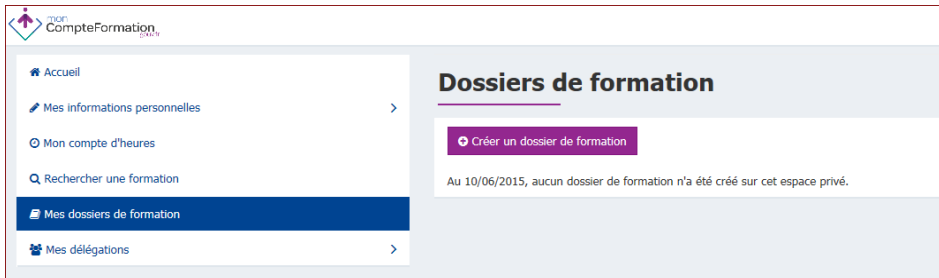 mon
CompteFormation
gouv.fr
Accueil
Mes informations personnelles
Mon compte d'heures
Rechercher une formation
Mes dossiers de formation
Mes délégations
Dossiers de formation
Créer un dossier de formation
Au 10/06/2015, aucun dossier de formation n'a été créé sur cet espace privé.